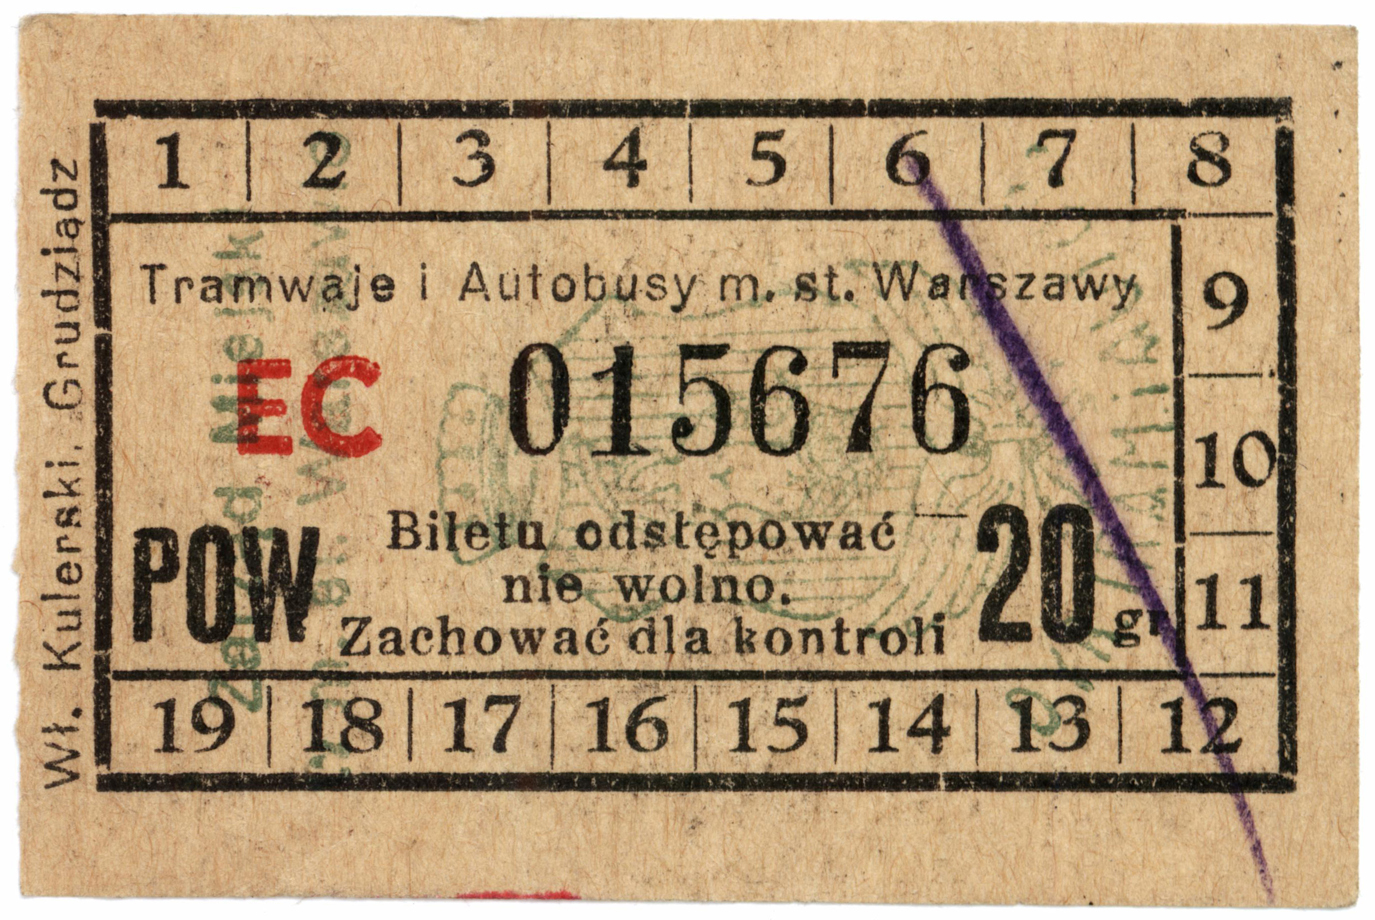 1 2 3 4 5 6 7 8
9
10
11
12
13
14
15
16
17
18
19
Tramwaje i Autobusy m. st. Warszawy
EC 015676
POW
Biletu odstępować
nie wolno.
Zachować dla kontroli
20 gr
Wł. Kulerski. Grudziądz